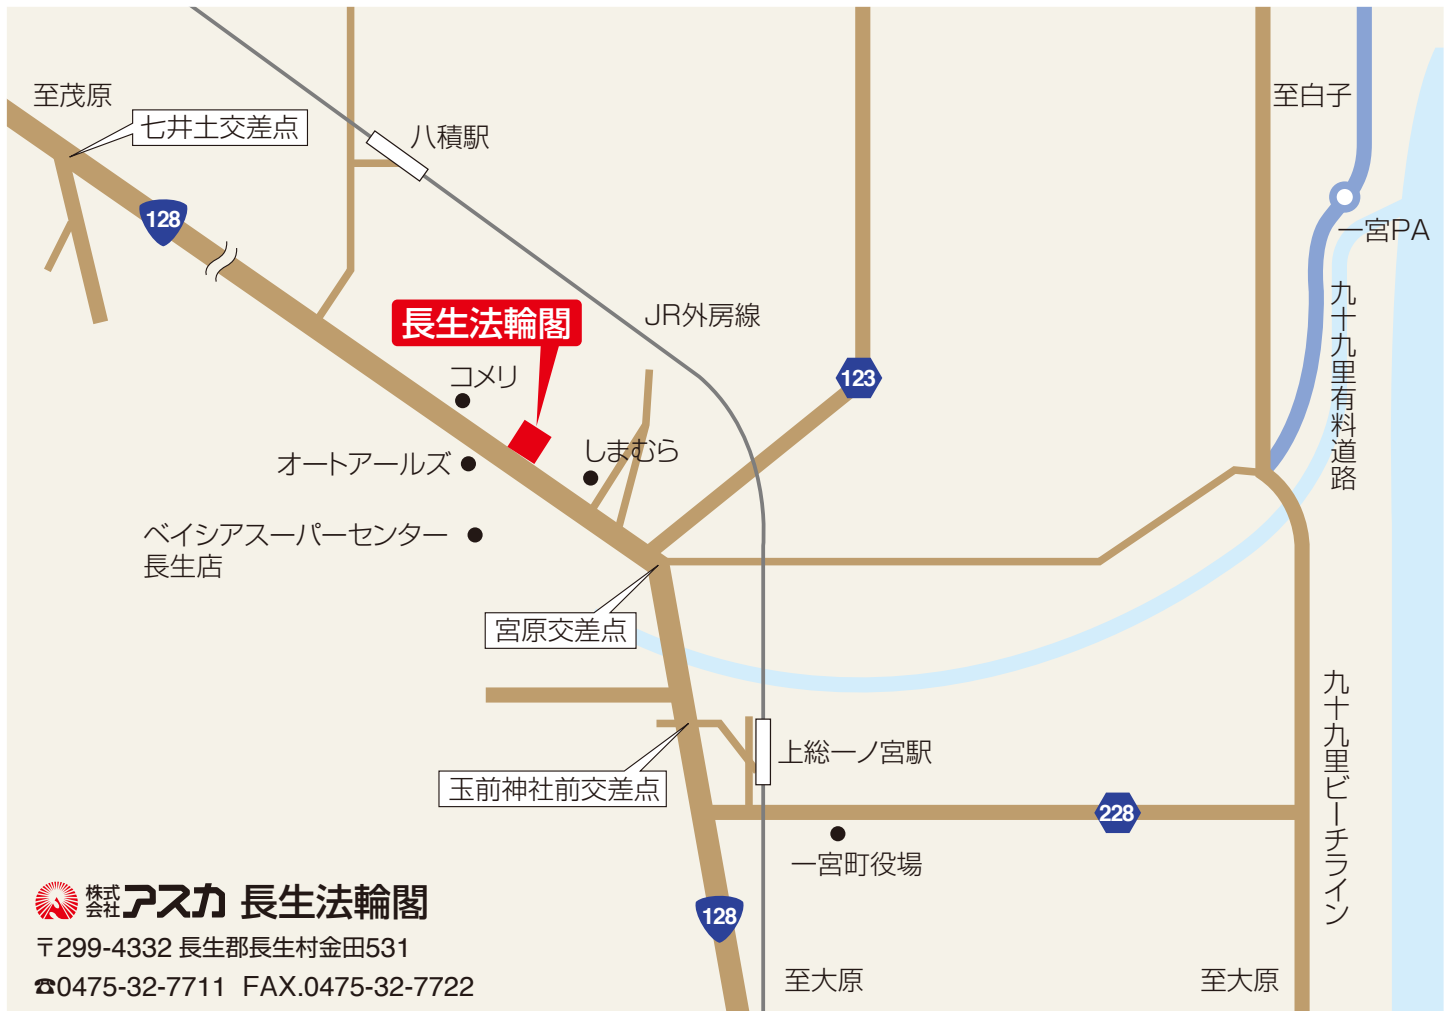 至茂原
七井土交差点
八積駅
128
至白子
一宮PA
長生法輪閣
JR外房線
九十九里有料道路
コメリ
123
しまむら
オートアールズ
ベイシアスーパーセンター
長生店
宮原交差点
上総一ノ宮駅
玉前神社前交差点
228
一宮町役場
九十九里ビーチライン
128
至大原
至大原
株式会社アスカ 長生法輪閣
〒299-4332 長生郡長生村金田531
☎0475-32-7711 FAX.0475-32-7722